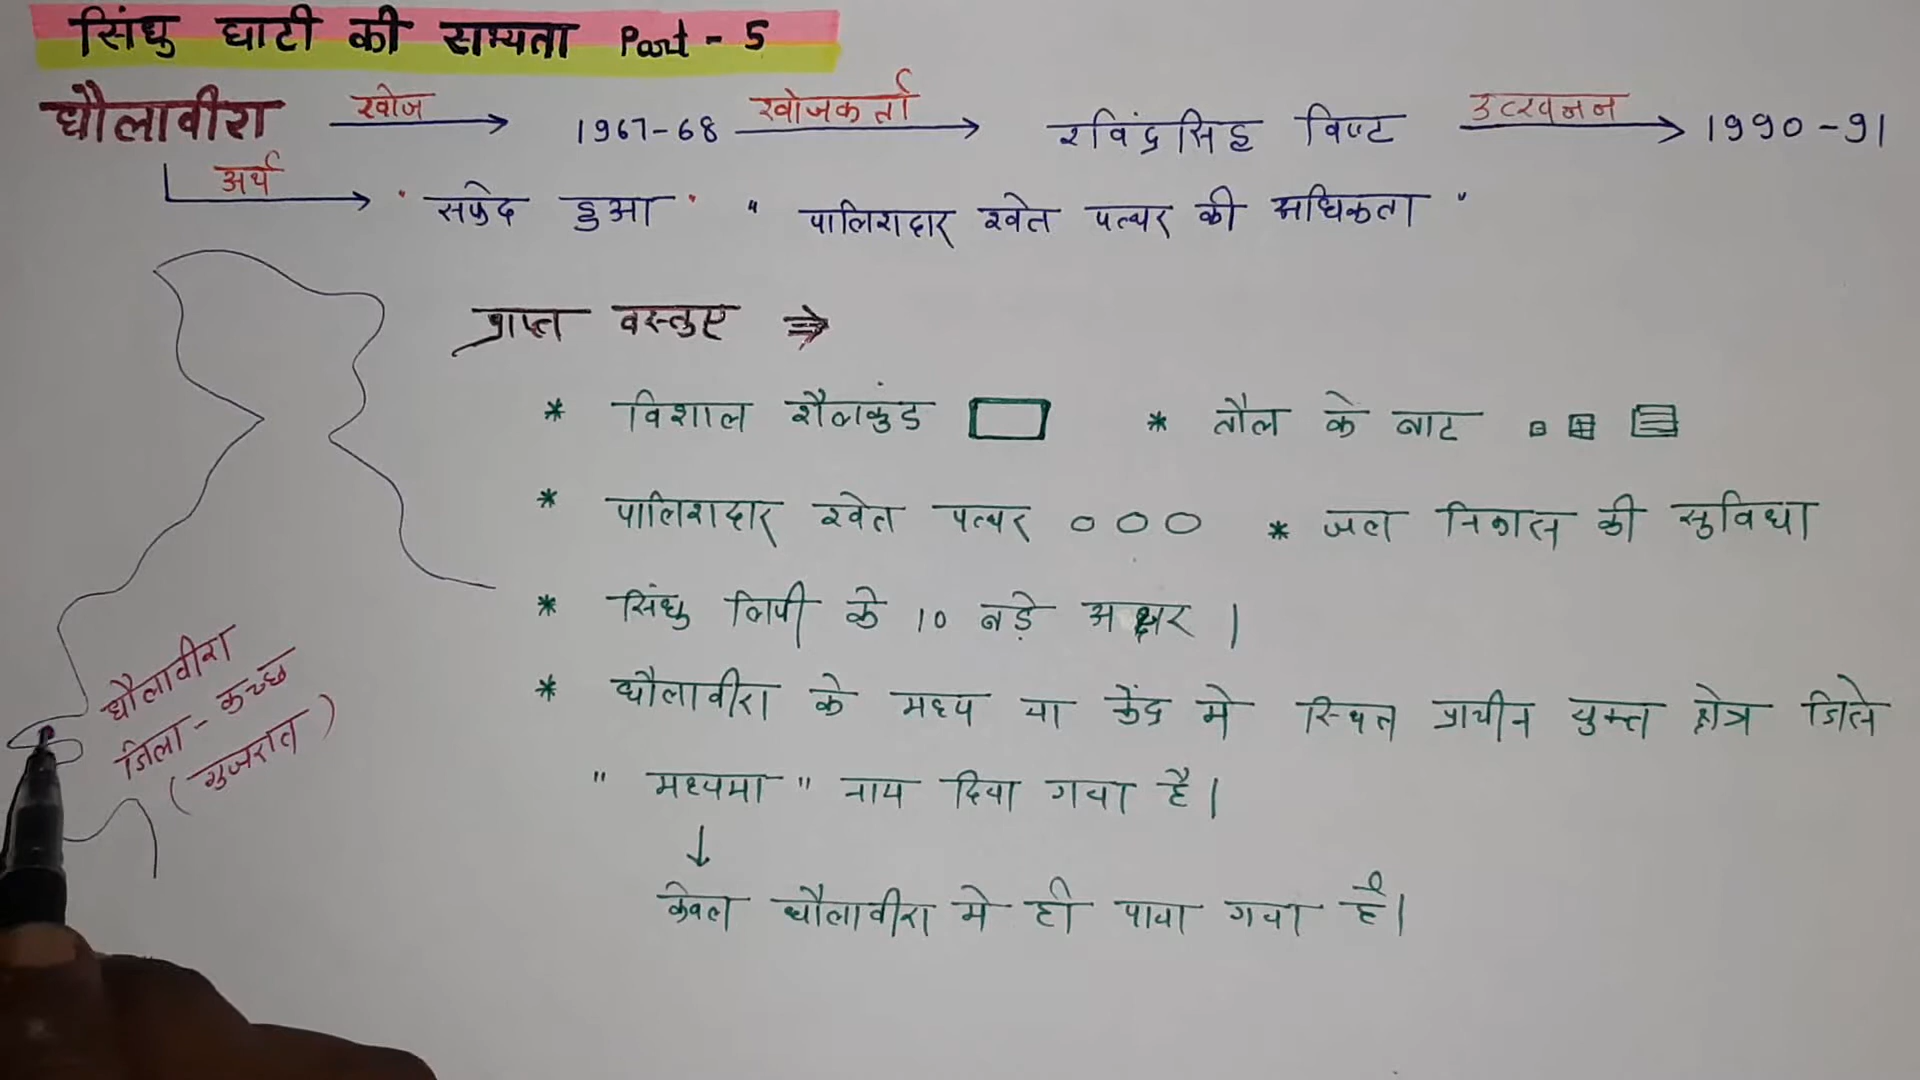 सिंधु घाटी की सभ्यता Part - 5
धौलावीरा खोज 1967-68 खोजकर्ता रविंद्रसिह विष्ट उत्खनन 1990-91
अर्थ " सफेद कुआ " " पालिशदार श्वेत पत्थर की अधिकता "
प्राप्त वस्तुए ⇒
* विशाल शैलकुंड * तौल के बाट
* पालिशदार श्वेत पत्थर * जल निकास की सुविधा
* सिंधु लिपी के 10 बड़े अक्षर |
* धौलावीरा के मध्य या केंद्र मे स्थित प्राचीन युक्त क्षेत्र जिसे
" मध्यमा " नाम दिया गया है |
केवल धौलावीरा मे ही पाया गया है |
धौलावीरा
जिला - कच्छ
( गुजरात )